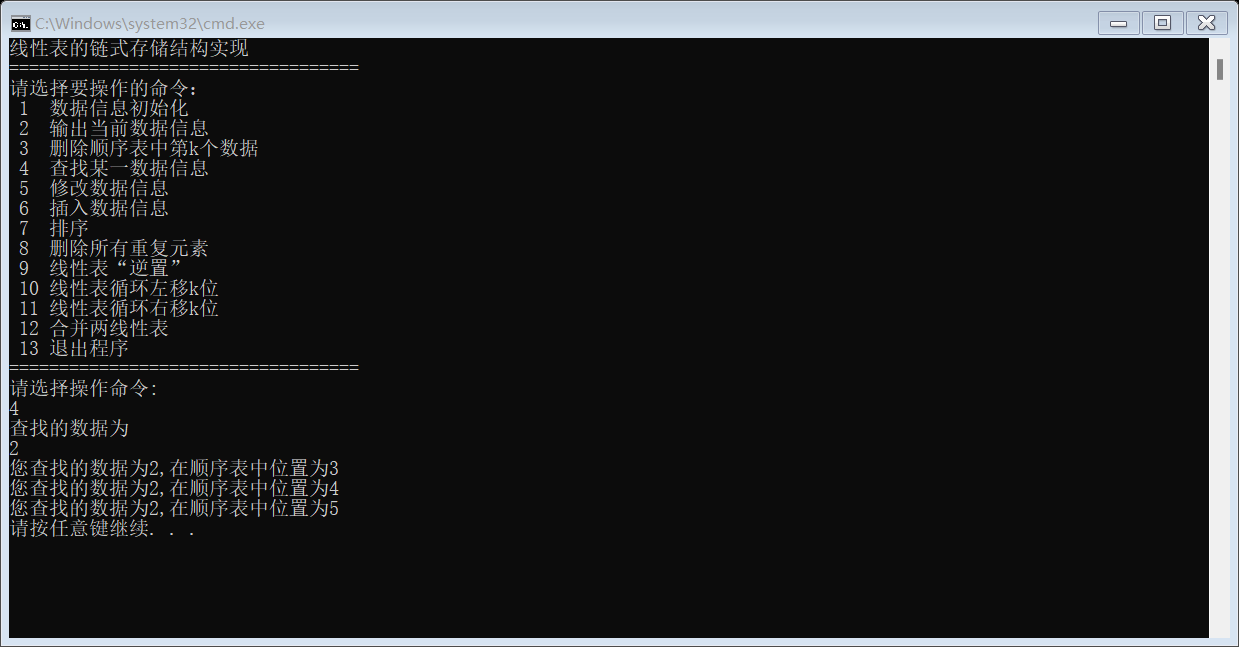 C:\Windows\system32\cmd.exe
线性表的链式存储结构实现
===================================
请选择要操作的命令:
1 数据信息初始化
2 输出当前数据信息
3 删除顺序表中第k个数据
4 查找某一数据信息
5 修改数据信息
6 插入数据信息
7 排序
8 删除所有重复元素
9 线性表“逆置”
10 线性表循环左移k位
11 线性表循环右移k位
12 合并两线性表
13 退出程序
===================================
请选择操作命令:
4
查找的数据为
2
您查找的数据为2,在顺序表中位置为3
您查找的数据为2,在顺序表中位置为4
您查找的数据为2,在顺序表中位置为5
请按任意键继续. . .